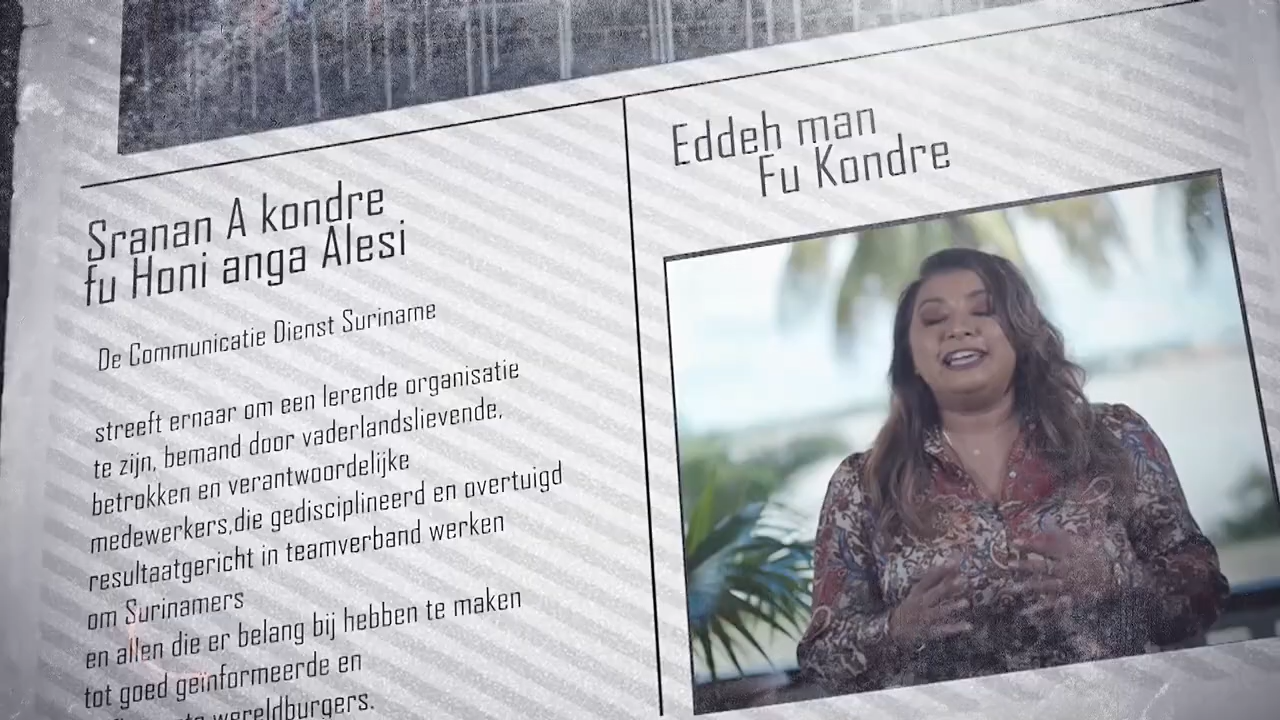 Sranan A kondre
fu Honi anga Alesi
De Communicatie Dienst Suriname
streeft ernaar om een lerende organisatie
te zijn, bemand door vaderlandslievende,
betrokken en verantwoordelijke
medewerkers,die gedisciplineerd en overtuigd
resultaatgericht in teamverband werken
om Surinamers
en allen die er belang bij hebben te maken
tot goed geïnformeerde en
wereldburgers.
Eddeh man
Fu Kondre